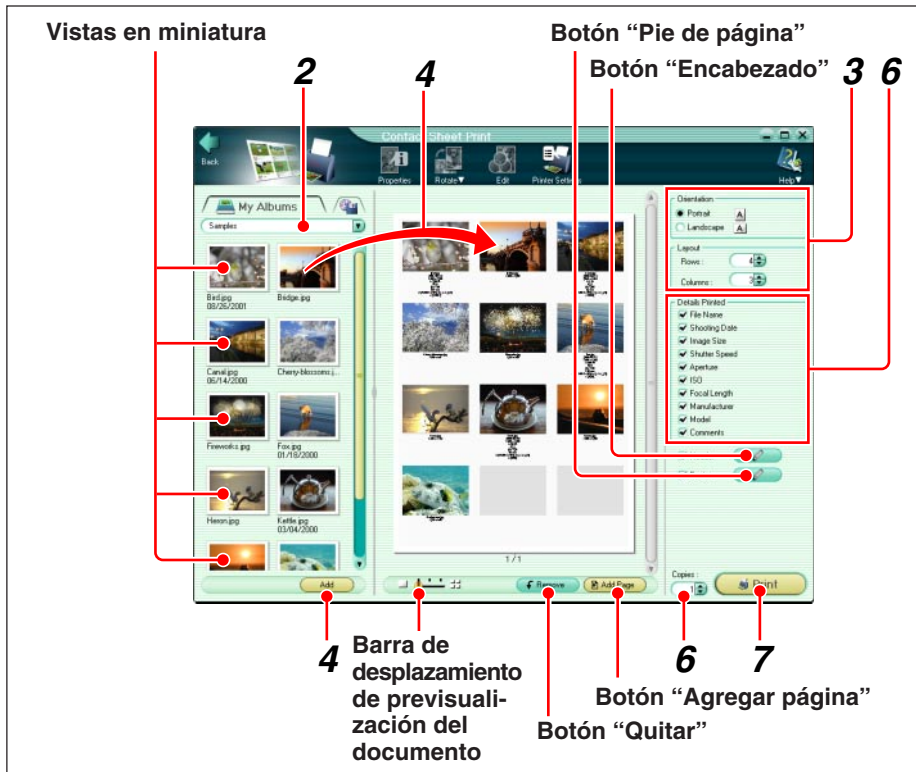 Vistas en miniatura
Botón “Pie de página”
Botón “Encabezado”
2
4
3
6
Contact Sheet Print
Back
Properties
Rotate▼
Edit
Printer Settings
Help▼
My Albums
Samples
Bird.jpg
08/26/2001
Bridge.jpg
Canal.jpg
06/14/2000
Cherry-blossoms.j...
Fireworks.jpg
Fox.jpg
01/18/2000
Heron.jpg
Kettle.jpg
03/04/2000
Add
1/1
Remove
Add Page
Orientation
Portrait
A
Landscape
A
Layout
Rows :
4
Columns :
3
Details Printed
File Name
Shooting Date
Image Size
Shutter Speed
Aperture
ISO
Focal Length
Manufacturer
Model
Comments
Copies :
1
Print
4
Barra de
desplazamiento
de previsuali-
zación del
documento
6
7
Botón “Agregar página”
Botón “Quitar”